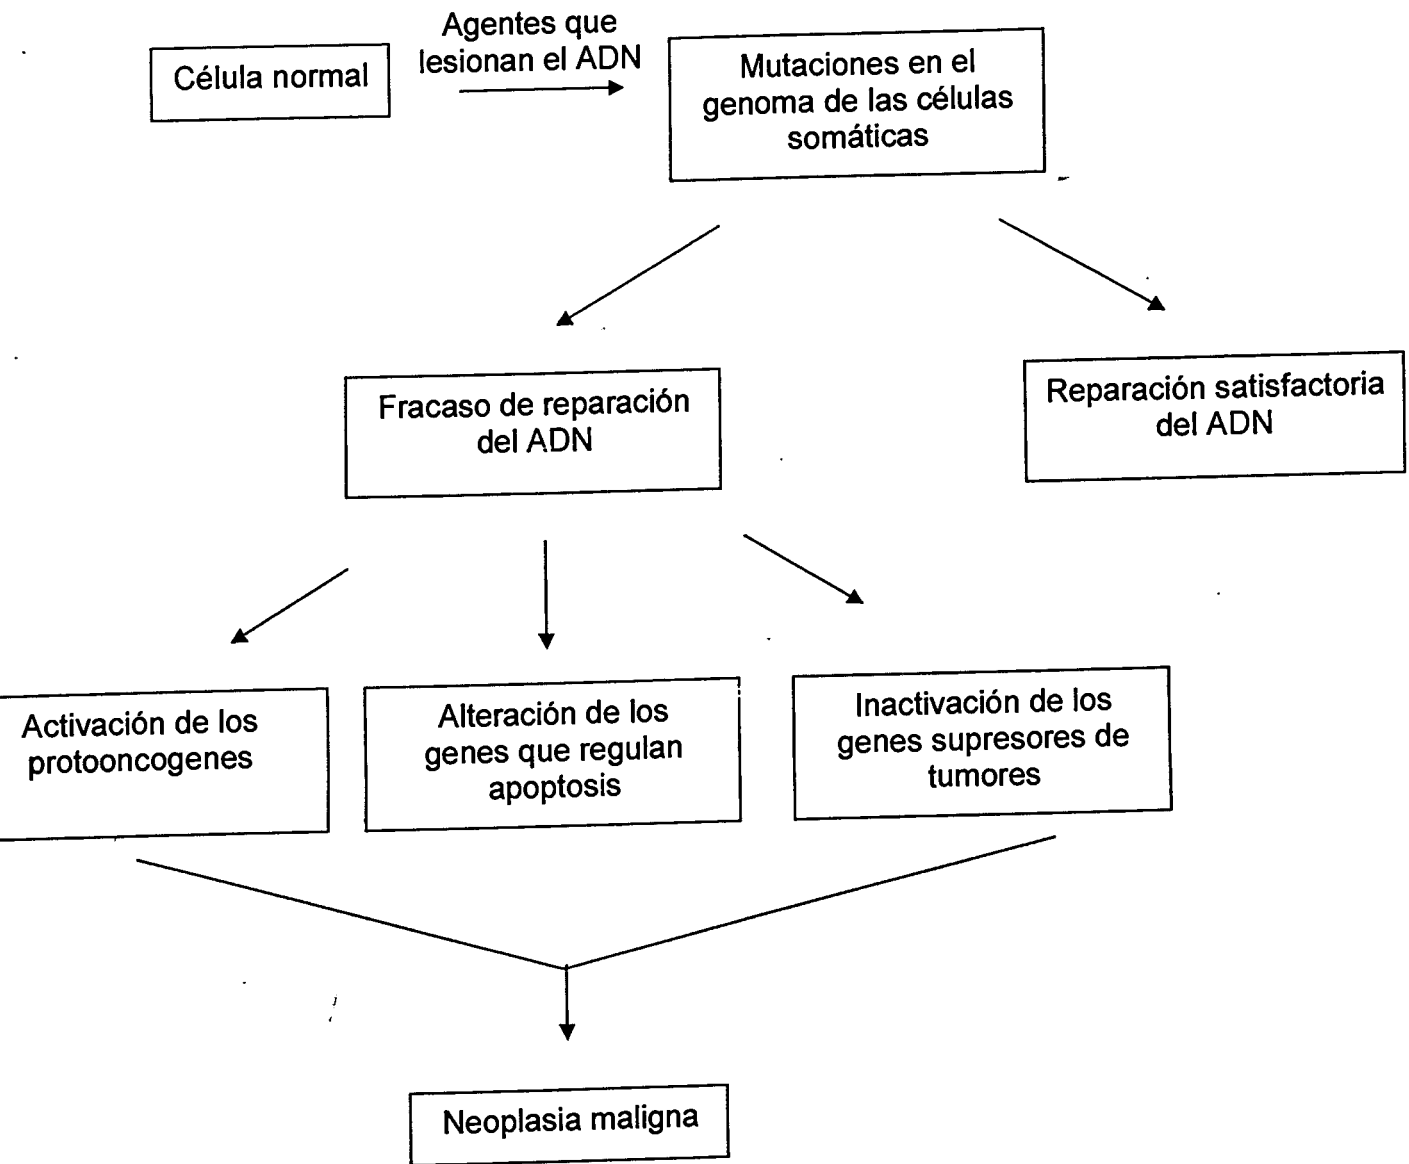 Célula normal
Agentes que
lesionan el ADN
Mutaciones en el
genoma de las células
somáticas
Fracaso de reparación
del ADN
Reparación satisfactoria
del ADN
Activación de los
protooncogenes
Alteración de los
genes que regulan
apoptosis
Inactivación de los
genes supresores de
tumores
Neoplasia maligna